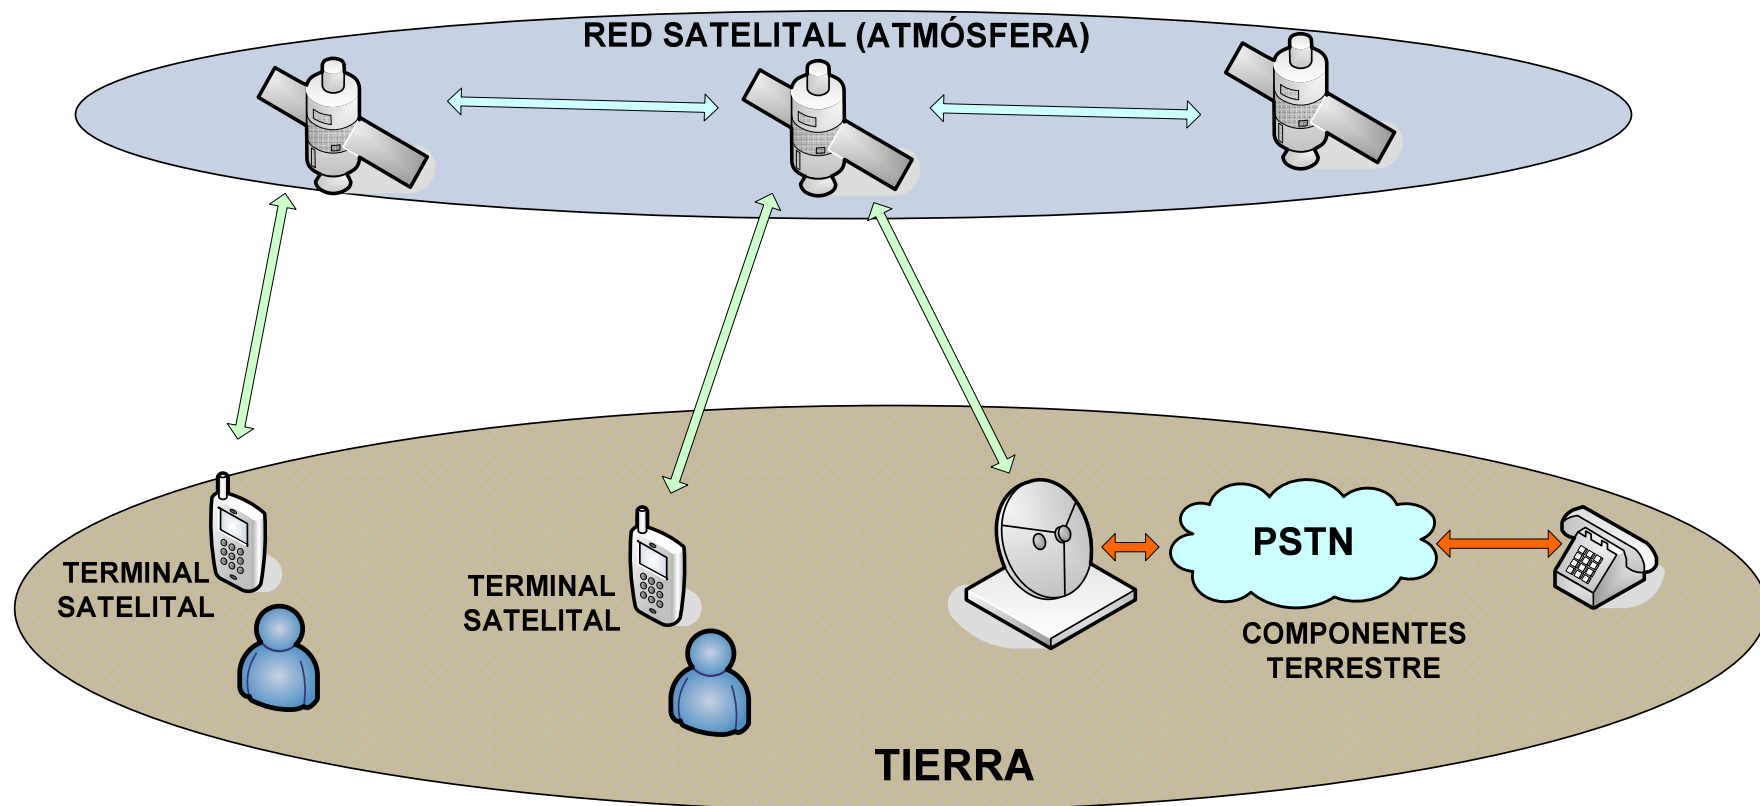 RED SATELITAL (ATMÓSFERA)
TERMINAL
SATELITAL
TERMINAL
SATELITAL
PSTN
COMPONENTES
TERRESTRE
TIERRA